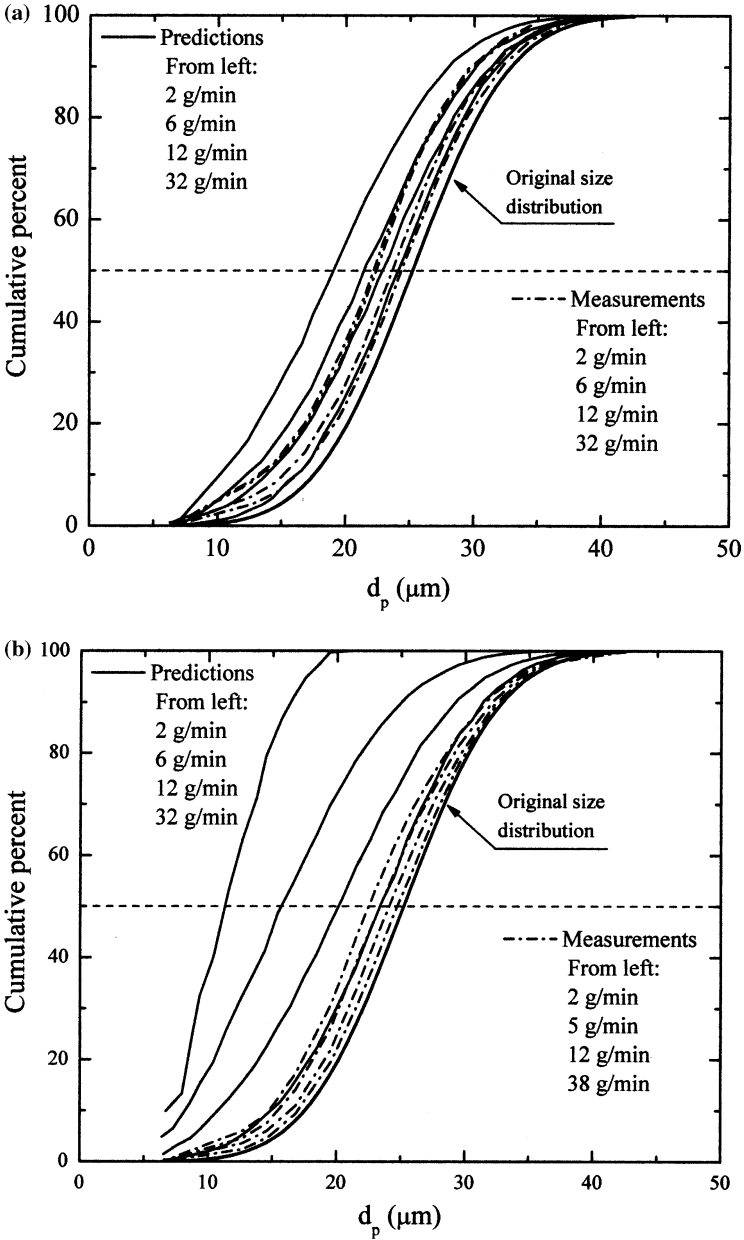 (a)
100
80
60
40
20
0
Cumulative percent
Predictions
From left:
2 g/min
6 g/min
12 g/min
32 g/min
Original size
distribution
Measurements
From left:
2 g/min
6 g/min
12 g/min
32 g/min
0 10 20 30 40 50
dp (μm)
(b)
100
80
60
40
20
0
Cumulative percent
Predictions
From left:
2 g/min
6 g/min
12 g/min
32 g/min
Original size
distribution
Measurements
From left:
2 g/min
5 g/min
12 g/min
38 g/min
0 10 20 30 40 50
dp (μm)